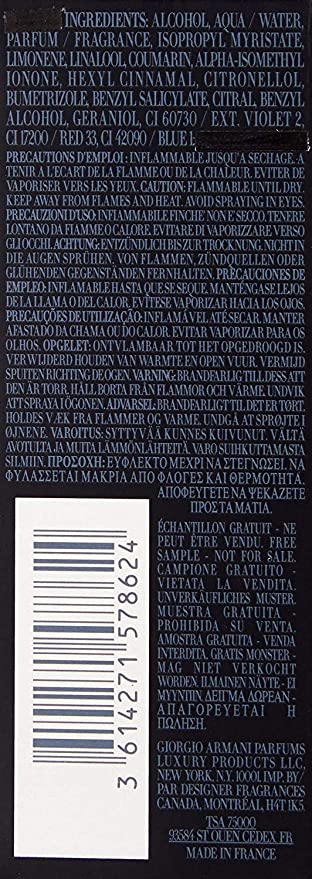 INGREDIENTS: ALCOHOL, AQUA / WATER,
PARFUM / FRAGRANCE, ISOPROPYL MYRISTATE,
LIMONENE, LINALOOL, COUMARIN, ALPHA-ISOMETHYL
IONONE, HEXYL CINNAMAL, CITRONELLOL,
BUMETRIZOLE, BENZYL SALICYLATE, CITRAL, BENZYL
ALCOHOL, GERANIOL, CI 60730 / EXT. VIOLET 2,
CI 17200 / RED 33, CI 42090 / BLUE 1
PRECAUTIONS D'EMPLOI: INFLAMMABLE JUSQU'A SECHAGE. A
TENIR A L'ECART DE LA FLAMME OU DE LA CHALEUR. EVITER DE
VAPORISER VERS LES YEUX. CAUTION: FLAMMABLE UNTIL DRY.
KEEP AWAY FROM FLAMES AND HEAT. AVOID SPRAYING IN EYES.
PRECAUZIONI D'USO: INFIAMMABILE FINCHE' NON E' SECCO. TENERE
LONTANO DA FIAMME O CALORE. EVITARE DI VAPORIZZARE VERSO
GLI OCCHI. ACHTUNG: ENTZÜNDLICH BIS ZUR TROCKNUNG. NICHT IN
DIE AUGEN SPRÜHEN, VON FLAMMEN, ZÜNDQUELLEN ODER
GLÜHENDEN GEGENSTÄNDEN FERNHALTEN. PRECAUCIONES DE
EMPLEO: INFLAMABLE HASTA QUE SE SEQUE. MANTÉNGASE LEJOS
DE LA LLAMA O DEL CALOR. EVÍTESE VAPORIZAR HACIA LOS OJOS.
PRECAUÇÕES DE UTILIZAÇÃO: INFLAMÁVEL ATÉ SECAR. MANTER
AFASTADO DA CHAMA OU DO CALOR. EVITAR VAPORIZAR PARA OS
OLHOS. OPGELET: ONTVLAMBAAR TOT HET OPGEDROOGD IS.
VERWIJDERD HOUDEN VAN WARMTE EN OPEN VUUR. VERMIJD
SPUITEN RICHTING DE OGEN. VARNING: BRANDFARLIG TILL DESS ATT
DEN ÄR TORR. HÅLL BORTA FRÅN FLAMMOR OCH VÄRME. UNDVIK
ATT SPRAYA I ÖGONEN. ADVARSEL: BRANDFARLIGT TIL DET ER TØRT.
HOLDES VÆK FRA FLAMMER OG VARME. UNDGÅ AT SPRØJTE I
ØJNENE. VAROITUS: SYTTYVÄÄ KUNNES KUIVUNUT. VÄLTÄ
AVOTULTA JA MUITA LÄMMÖNLÄHTEITÄ. VARO SUIHKUTTAMASTA
SILMIIN. ΠΡΟΣΟΧΗ: ΕΥΦΛΕΚΤΟ ΜΕΧΡΙ ΝΑ ΣΤΕΓΝΩΣΕΙ. ΝΑ
ΦΥΛΑΣΣΕΤΑΙ ΜΑΚΡΙΑ ΑΠΟ ΦΛΟΓΕΣ ΚΑΙ ΘΕΡΜΟΤΗΤΑ.
ΑΠΟΦΕΥΓΕΤΕ ΝΑ ΨΕΚΑΖΕΤΕ
ΠΡΟΣ ΤΑ ΜΑΤΙΑ.
ÉCHANTILLON GRATUIT - NE
PEUT ÊTRE VENDU. FREE
SAMPLE - NOT FOR SALE.
CAMPIONE GRATUITO -
VIETATA LA VENDITA.
UNVERKÄUFLICHES MUSTER.
MUESTRA GRATUITA -
PROHIBIDA SU VENTA.
AMOSTRA GRATUITA - VENDA
INTERDITA. GRATIS MONSTER -
MAG NIET VERKOCHT
WORDEN. ILMAINEN NÄYTE - EI
MYYNTIIN. ΔΕΙΓΜΑ ΔΩΡΕΑΝ -
ΑΠΑΓΟΡΕΥΕΤΑΙ Η
ΠΩΛΗΣΗ.
GIORGIO ARMANI PARFUMS
LUXURY PRODUCTS LLC,
NEW YORK, N.Y. 10001. IMP. BY/
PAR DESIGNER FRAGRANCES
CANADA, MONTRÉAL, H4T 1K5.
TSA 75000
93584 ST OUEN CEDEX, FR
MADE IN FRANCE
3 614271 578624